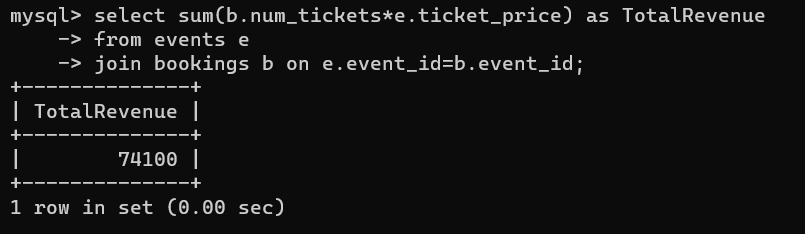 mysql> select sum(b.num_tickets*e.ticket_price) as TotalRevenue
    -> from events e
    -> join bookings b on e.event_id=b.event_id;
+--------------+
| TotalRevenue |
+--------------+
|        74100 |
+--------------+
1 row in set (0.00 sec)